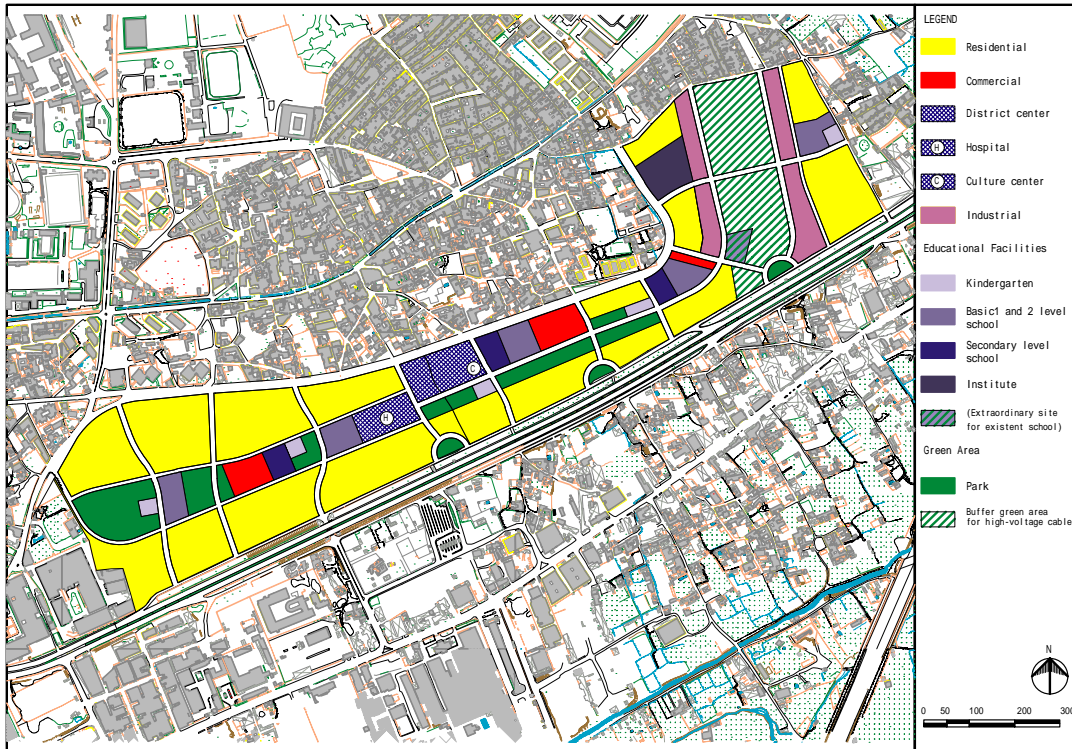 LEGEND
Residential
Commercial
District center
H Hospital
C Culture center
Industrial
Educational Facilities
Kindergarten
Basic1 and 2 level
school
Secondary level
school
Institute
(Extraordinary site
for existent school)
Green Area
Park
Buffer green area
for high-voltage cable
C
H
N
0 50 100 200 300